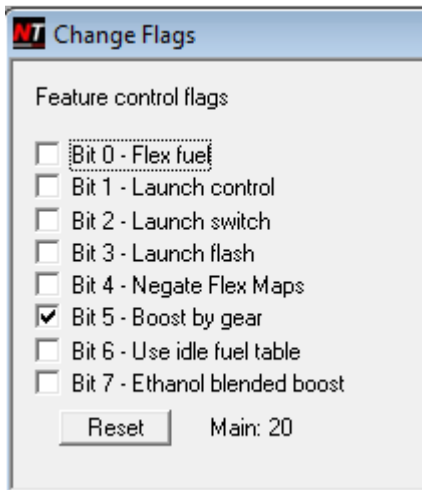 NT Change Flags
Feature control flags
Bit 0 - Flex fuel
Bit 1 - Launch control
Bit 2 - Launch switch
Bit 3 - Launch flash
Bit 4 - Negate Flex Maps
Bit 5 - Boost by gear
Bit 6 - Use idle fuel table
Bit 7 - Ethanol blended boost
Reset Main: 20